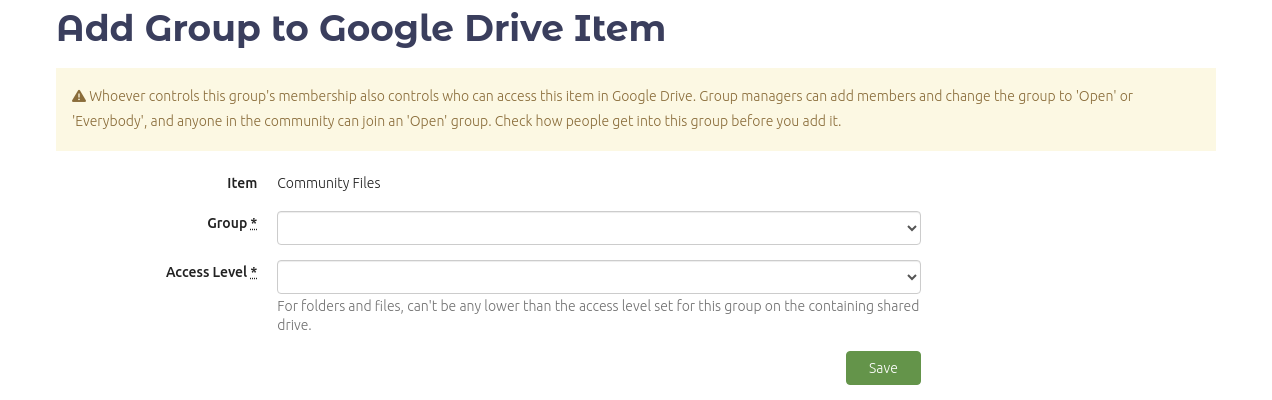 Add Group to Google Drive Item
Whoever controls this group's membership also controls who can access this item in Google Drive. Group managers can add members and change the group to 'Open' or
'Everybody', and anyone in the community can join an 'Open' group. Check how people get into this group before you add it.
Item Community Files
Group *
Access Level *
For folders and files, can't be any lower than the access level set for this group on the containing shared
drive.
Save